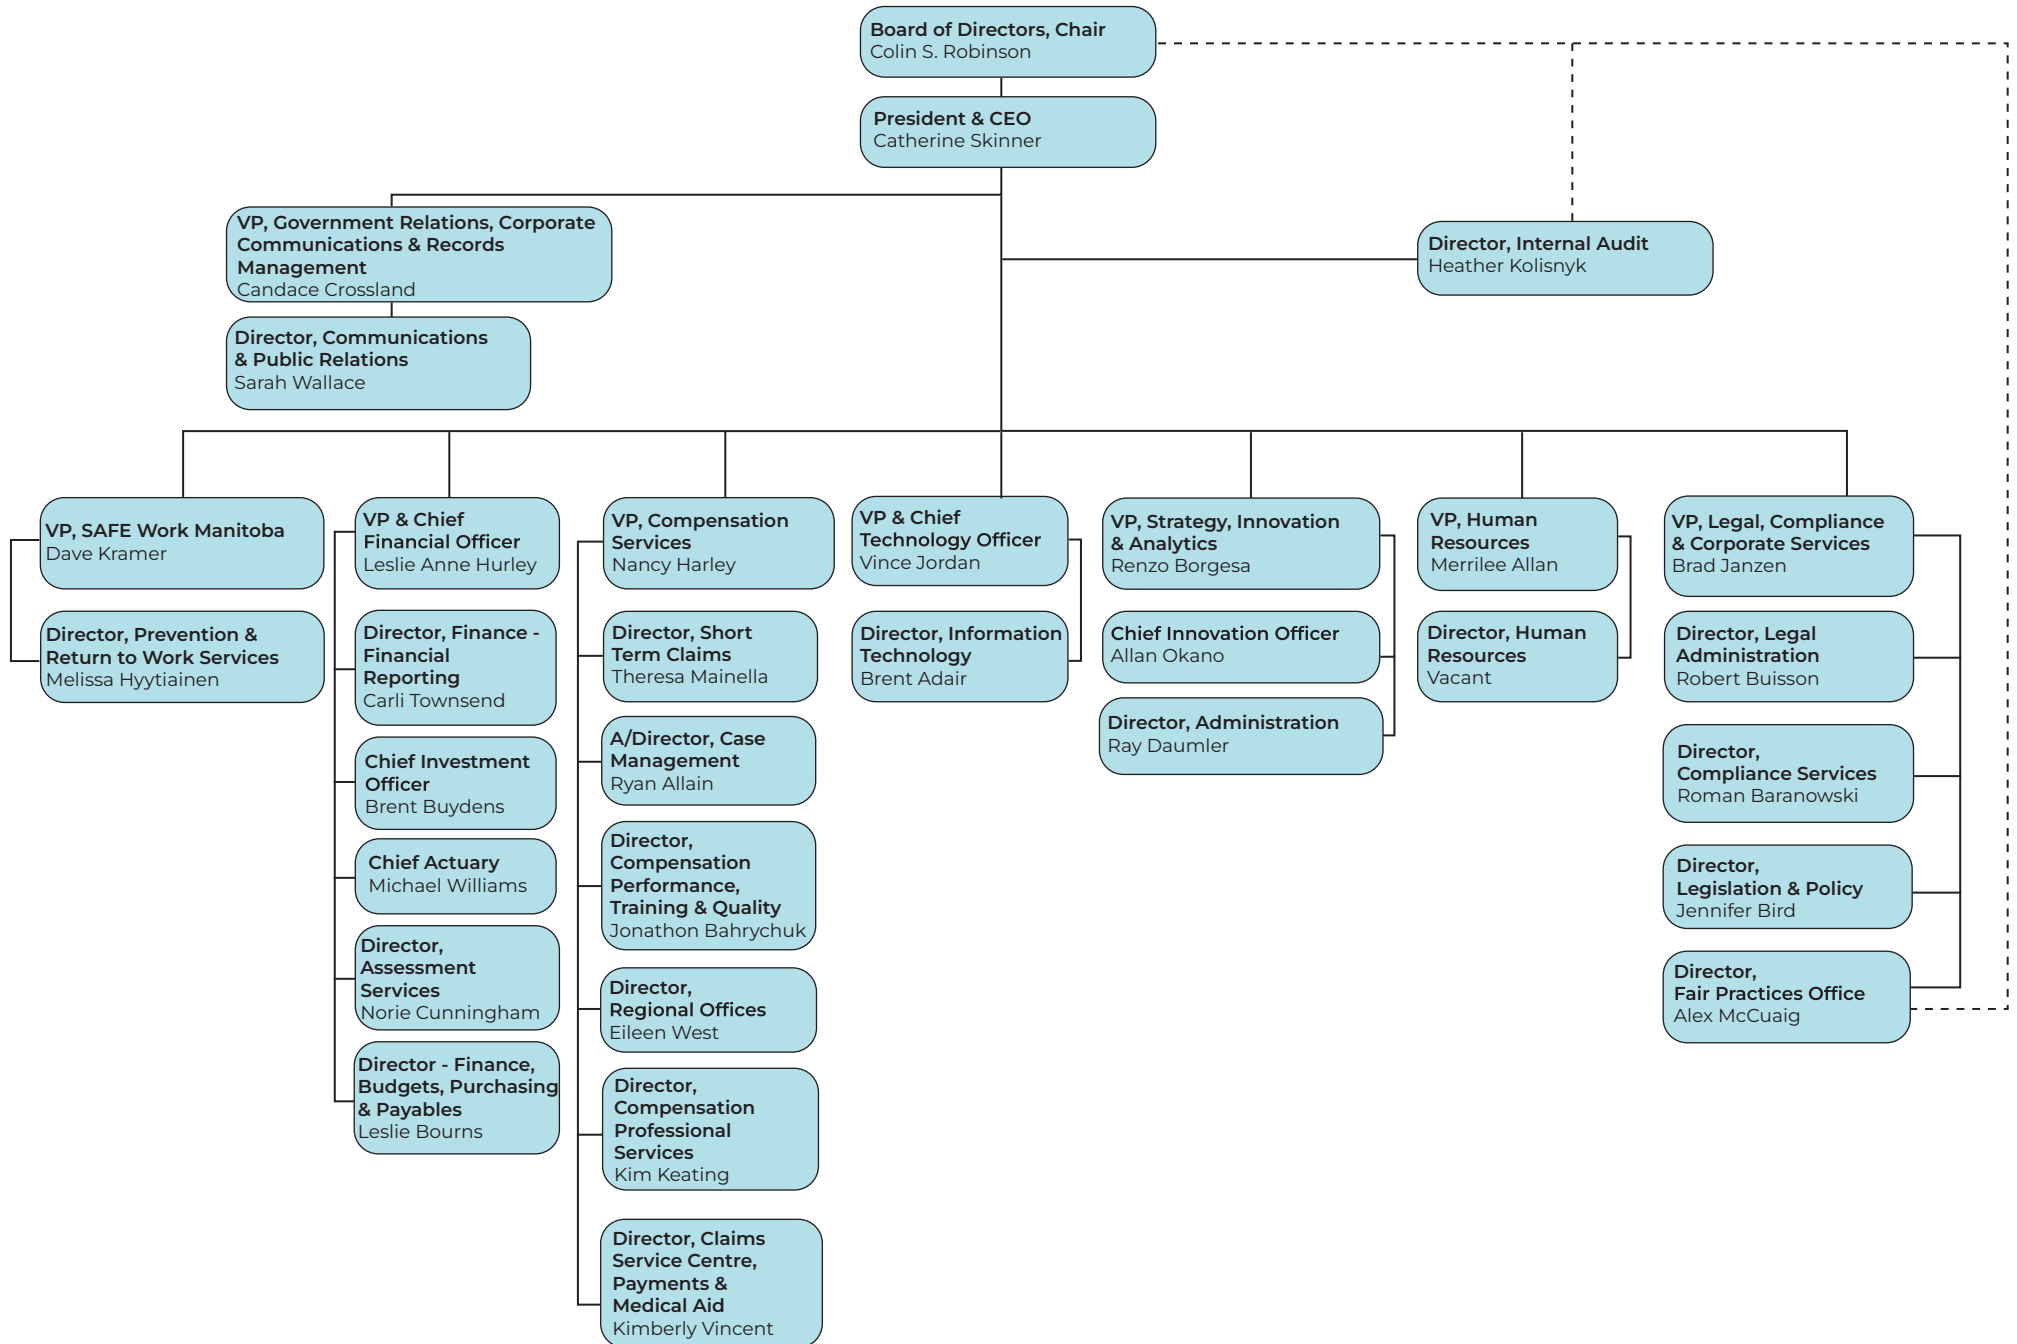 Board of Directors, Chair
Colin S. Robinson
President & CEO
Catherine Skinner
VP, Government Relations, Corporate
Communications & Records
Management
Candace Crossland
Director, Internal Audit
Heather Kolisnyk
Director, Communications
& Public Relations
Sarah Wallace
VP, SAFE Work Manitoba
Dave Kramer
Director, Prevention &
Return to Work Services
Melissa Hyytiainen
VP & Chief
Financial Officer
Leslie Anne Hurley
Director, Finance -
Financial
Reporting
Carli Townsend
Chief Investment
Officer
Brent Buydens
Chief Actuary
Michael Williams
Director,
Assessment
Services
Norie Cunningham
Director - Finance,
Budgets, Purchasing
& Payables
Leslie Bourns
VP, Compensation
Services
Nancy Harley
Director, Short
Term Claims
Theresa Mainella
A/Director, Case
Management
Ryan Allain
Director,
Compensation
Performance,
Training & Quality
Jonathon Bahrychuk
Director,
Regional Offices
Eileen West
Director,
Compensation
Professional
Services
Kim Keating
Director, Claims
Service Centre,
Payments &
Medical Aid
Kimberly Vincent
VP & Chief
Technology Officer
Vince Jordan
Director, Information
Technology
Brent Adair
VP, Strategy, Innovation
& Analytics
Renzo Borgesa
Chief Innovation Officer
Allan Okano
Director, Administration
Ray Daumler
VP, Human
Resources
Merrilee Allan
Director, Human
Resources
Vacant
VP, Legal, Compliance
& Corporate Services
Brad Janzen
Director, Legal
Administration
Robert Buisson
Director,
Compliance Services
Roman Baranowski
Director,
Legislation & Policy
Jennifer Bird
Director,
Fair Practices Office
Alex McCuaig